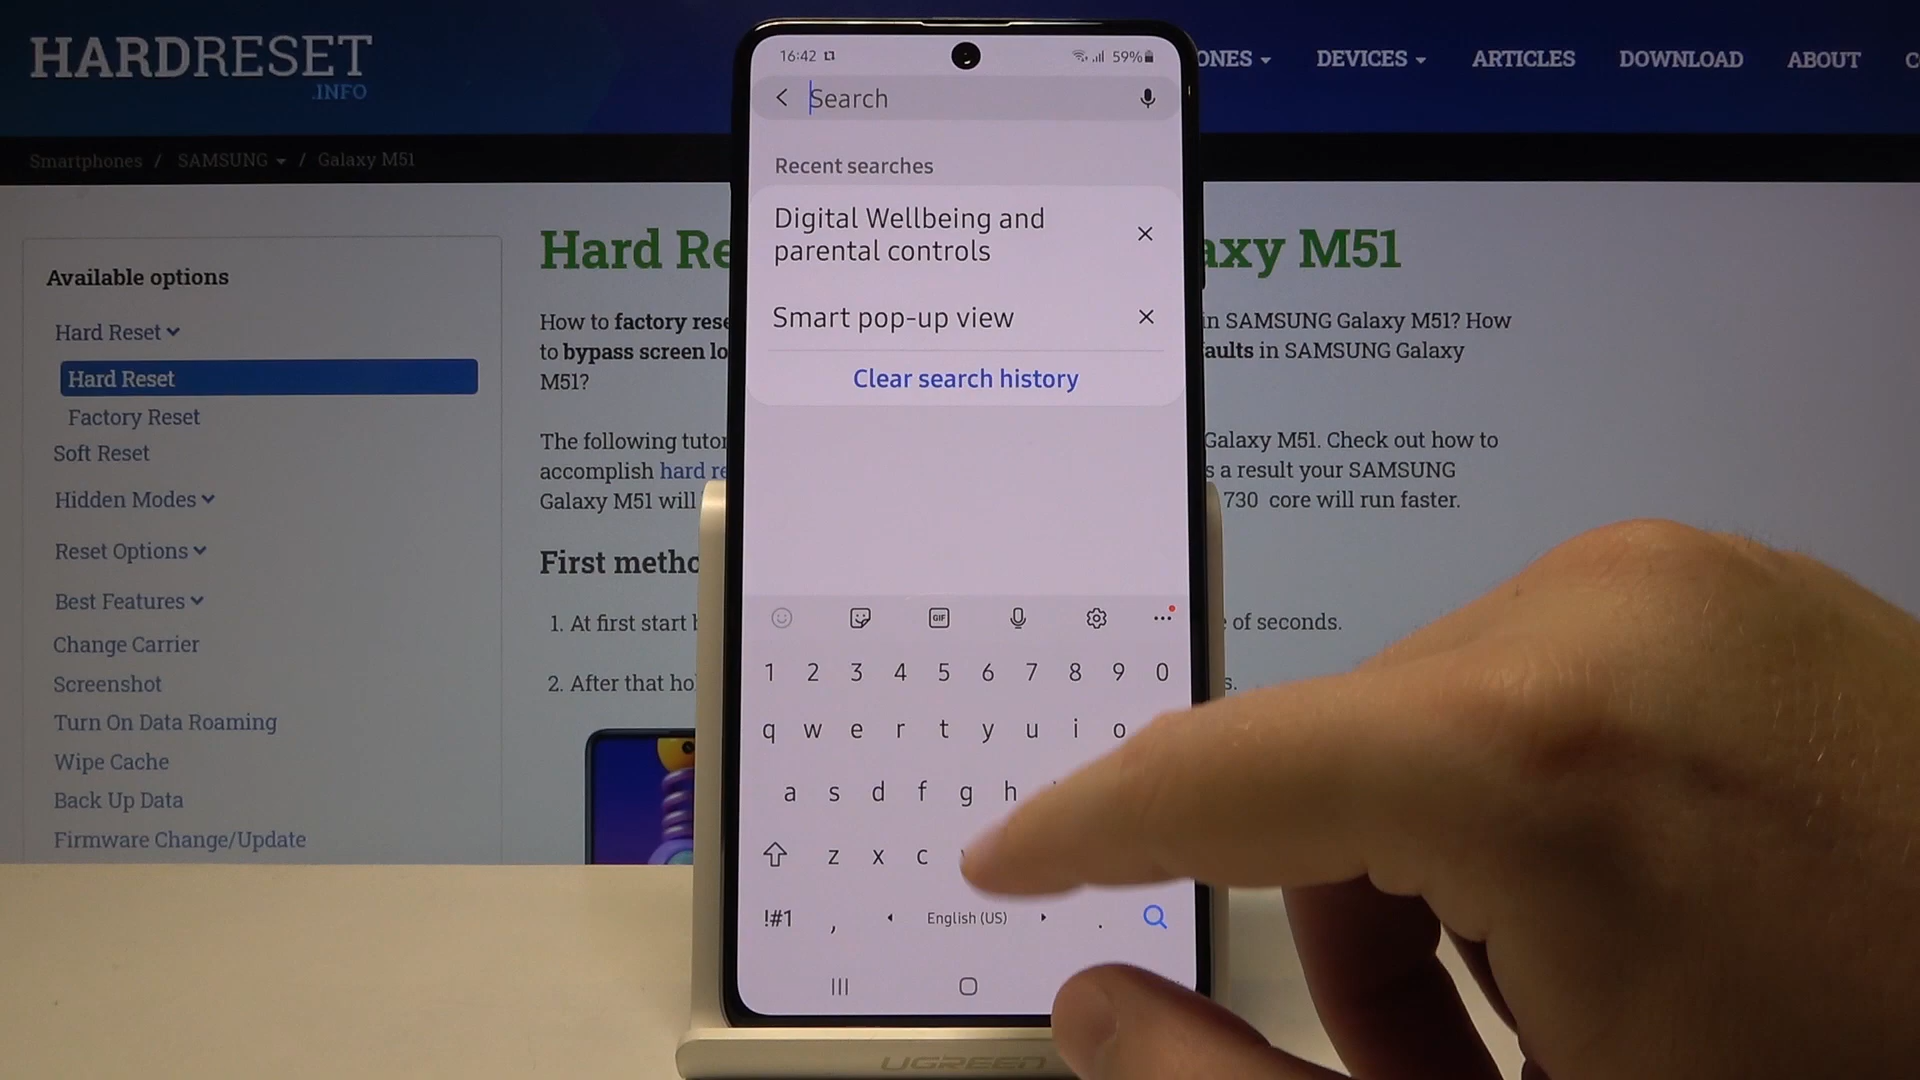 HARDRESET
.INFO
ONES
DEVICES
ARTICLES
DOWNLOAD
ABOUT
Smartphones / SAMSUNG / Galaxy M51
Available options
Hard Reset
Hard Reset
Factory Reset
Soft Reset
Hidden Modes
Reset Options
Best Features
Change Carrier
Screenshot
Turn On Data Roaming
Wipe Cache
Back Up Data
Firmware Change/Update
Hard Re
axy M51
How to factory rese
in SAMSUNG Galaxy M51? How
to bypass screen lo
aults in SAMSUNG Galaxy
M51?
The following tutor
Galaxy M51. Check out how to
accomplish hard re
s a result your SAMSUNG
Galaxy M51 will
730 core will run faster.
First metho
1. At first start
of seconds.
2. After that ho
s.
16:42
59%
Search
Recent searches
Digital Wellbeing and
parental controls
Smart pop-up view
Clear search history
GIF
1 2 3 4 5 6 7 8 9 0
q w e r t y u i o
a s d f g h
z x c
!#1 , English (US) .
UGREEN